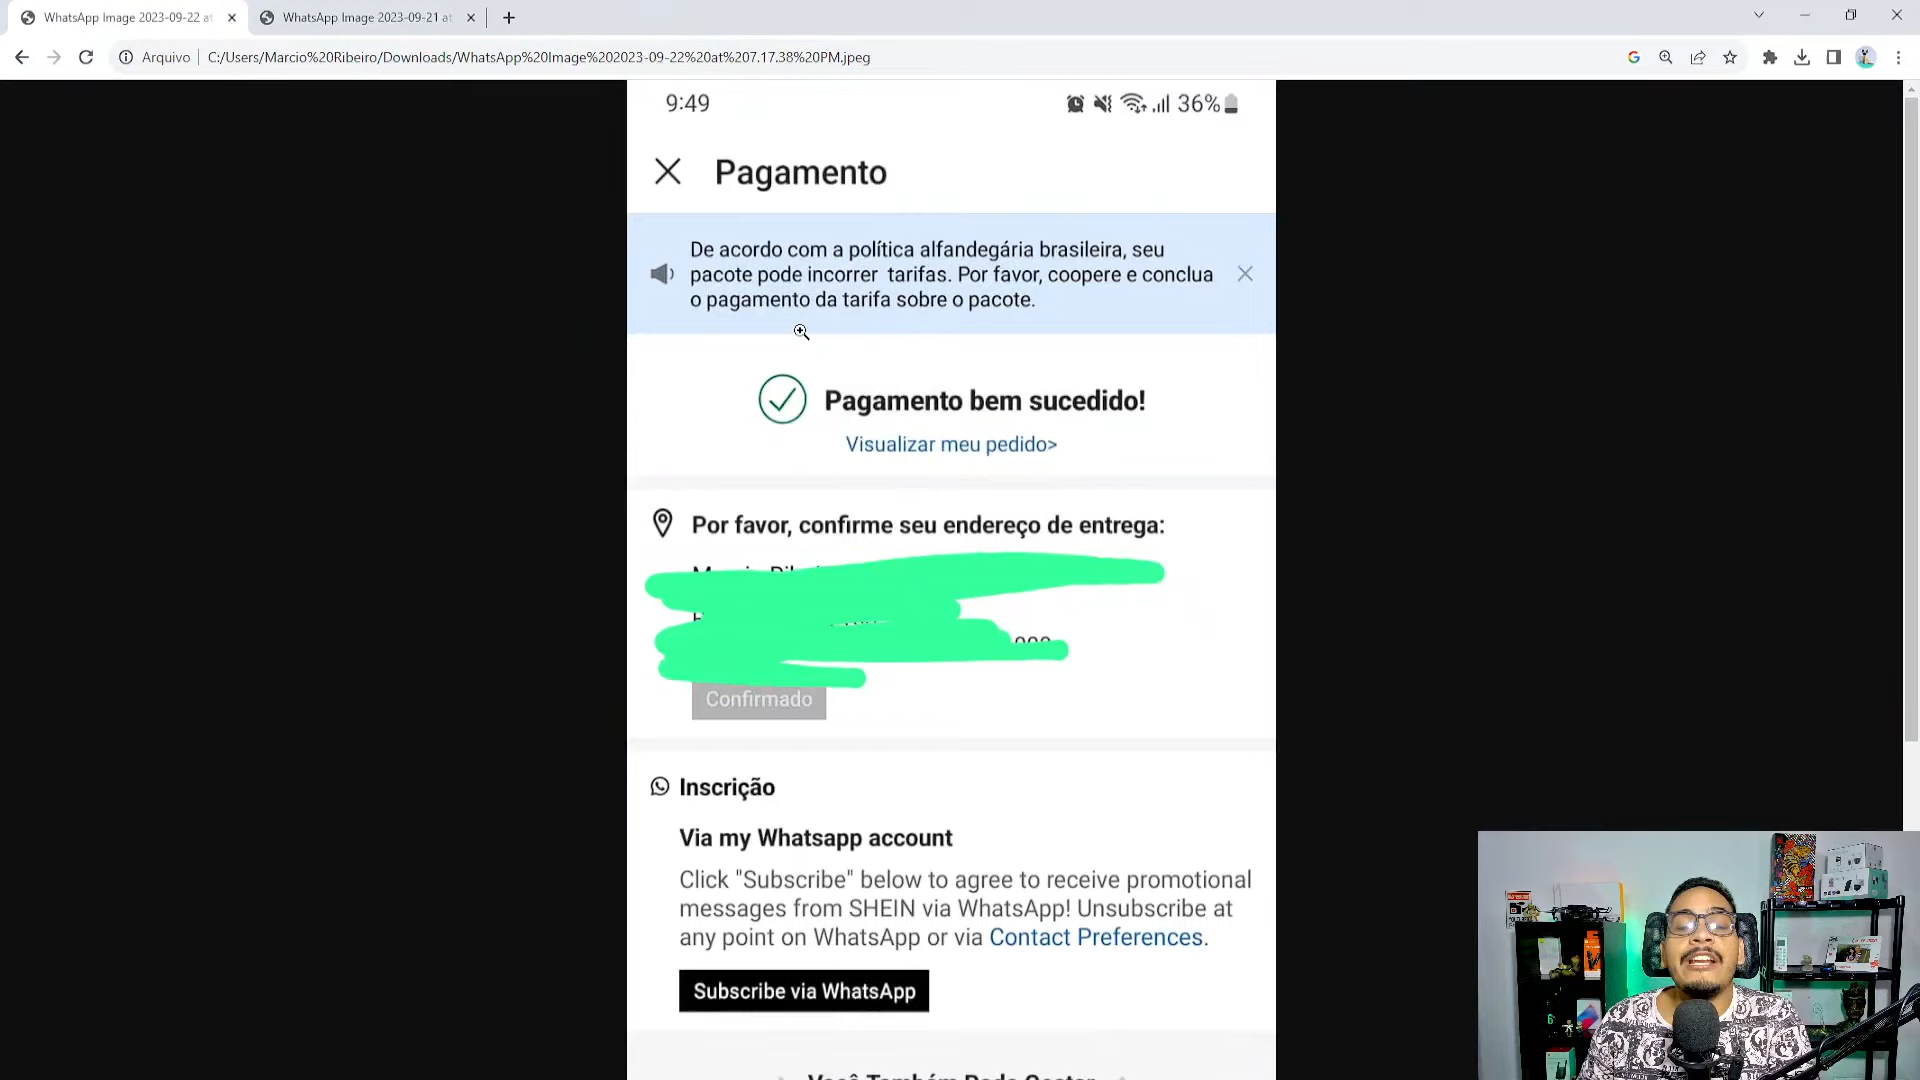 WhatsApp Image 2023-09-22 at
WhatsApp Image 2023-09-21 at
Arquivo
C:/Users/Marcio%20Ribeiro/Downloads/WhatsApp%20Image%202023-09-22%20at%207.17.38%20PM.jpeg
9:49
36%
Pagamento
De acordo com a política alfandegária brasileira, seu
pacote pode incorrer tarifas. Por favor, coopere e conclua
o pagamento da tarifa sobre o pacote.
Pagamento bem sucedido!
Visualizar meu pedido>
Por favor, confirme seu endereço de entrega:
Confirmado
Inscrição
Via my Whatsapp account
Click "Subscribe" below to agree to receive promotional
messages from SHEIN via WhatsApp! Unsubscribe at
any point on WhatsApp or via Contact Preferences.
Subscribe via WhatsApp
Você Também Pode Gostar